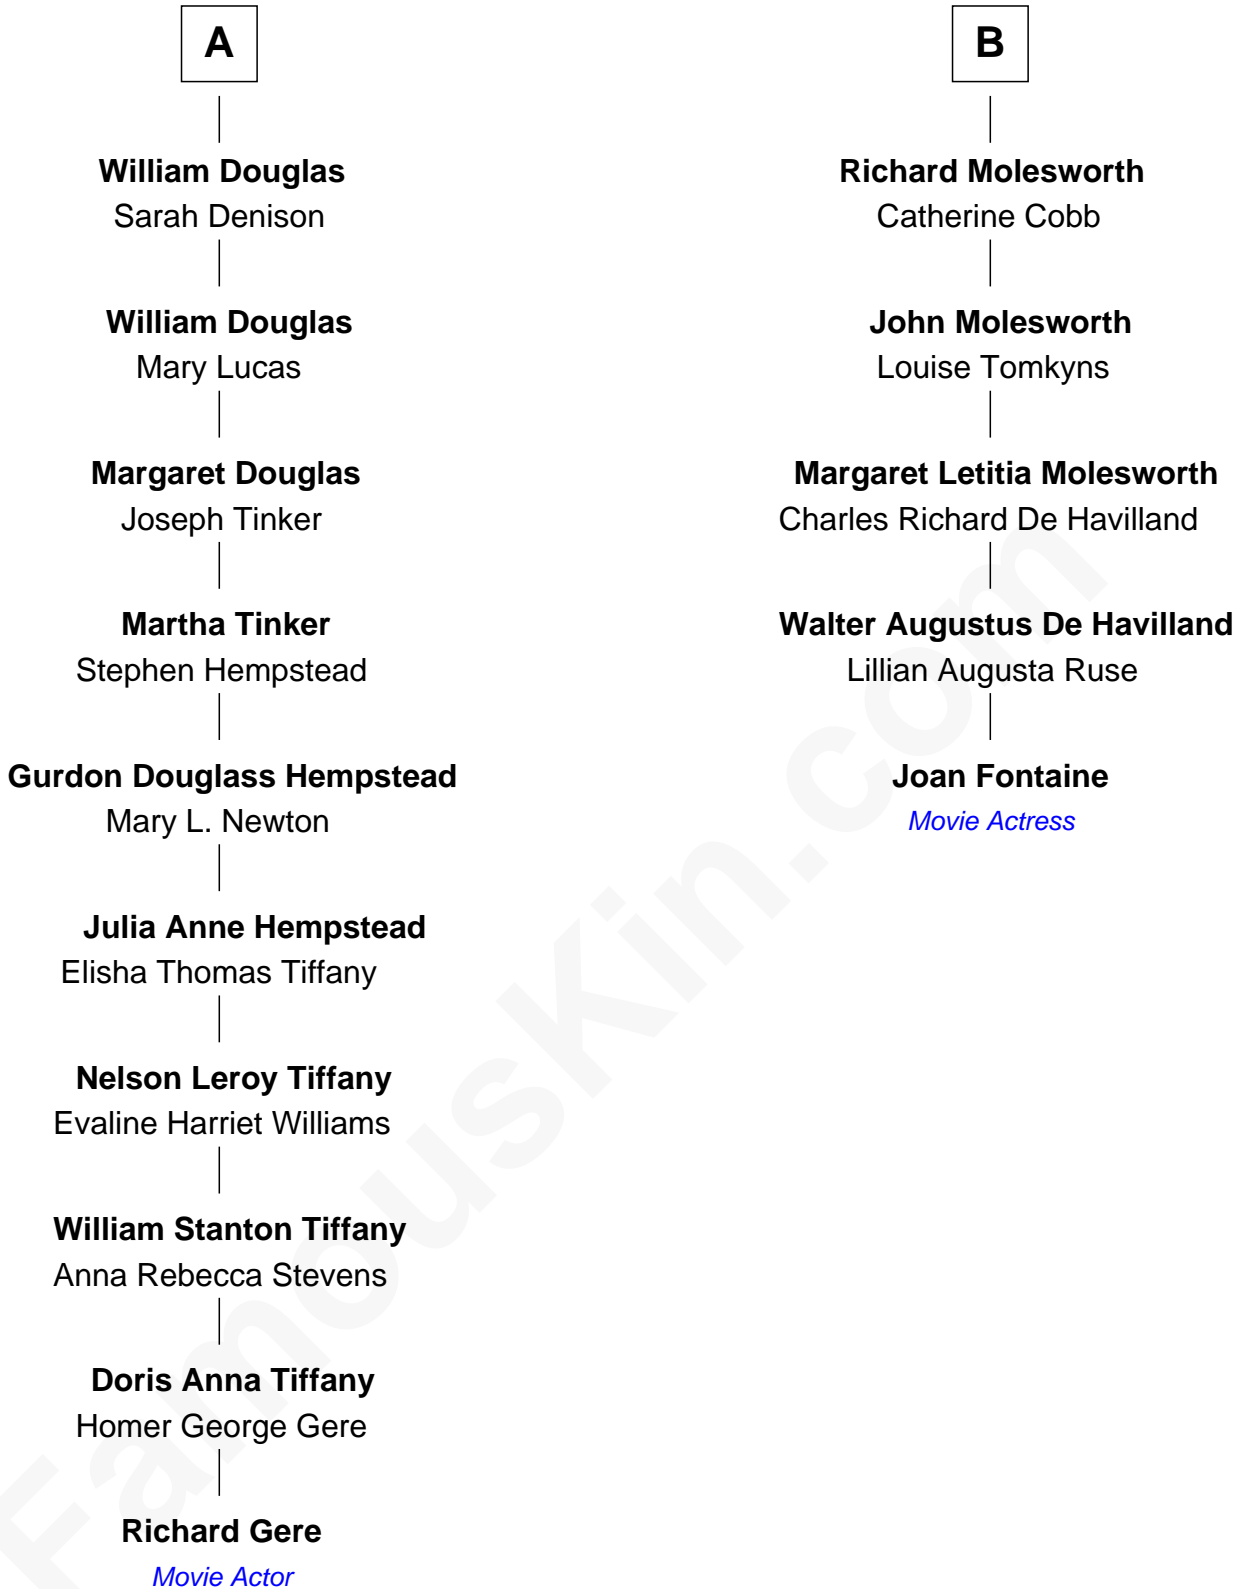 A
William Douglas
Sarah Denison
William Douglas
Mary Lucas
Margaret Douglas
Joseph Tinker
Martha Tinker
Stephen Hempstead
Gurdon Douglass Hempstead
Mary L. Newton
Julia Anne Hempstead
Elisha Thomas Tiffany
Nelson Leroy Tiffany
Evaline Harriet Williams
William Stanton Tiffany
Anna Rebecca Stevens
Doris Anna Tiffany
Homer George Gere
Richard Gere
Movie Actor
B
Richard Molesworth
Catherine Cobb
John Molesworth
Louise Tomkyns
Margaret Letitia Molesworth
Charles Richard De Havilland
Walter Augustus De Havilland
Lillian Augusta Ruse
Joan Fontaine
Movie Actress
FamousKin.com